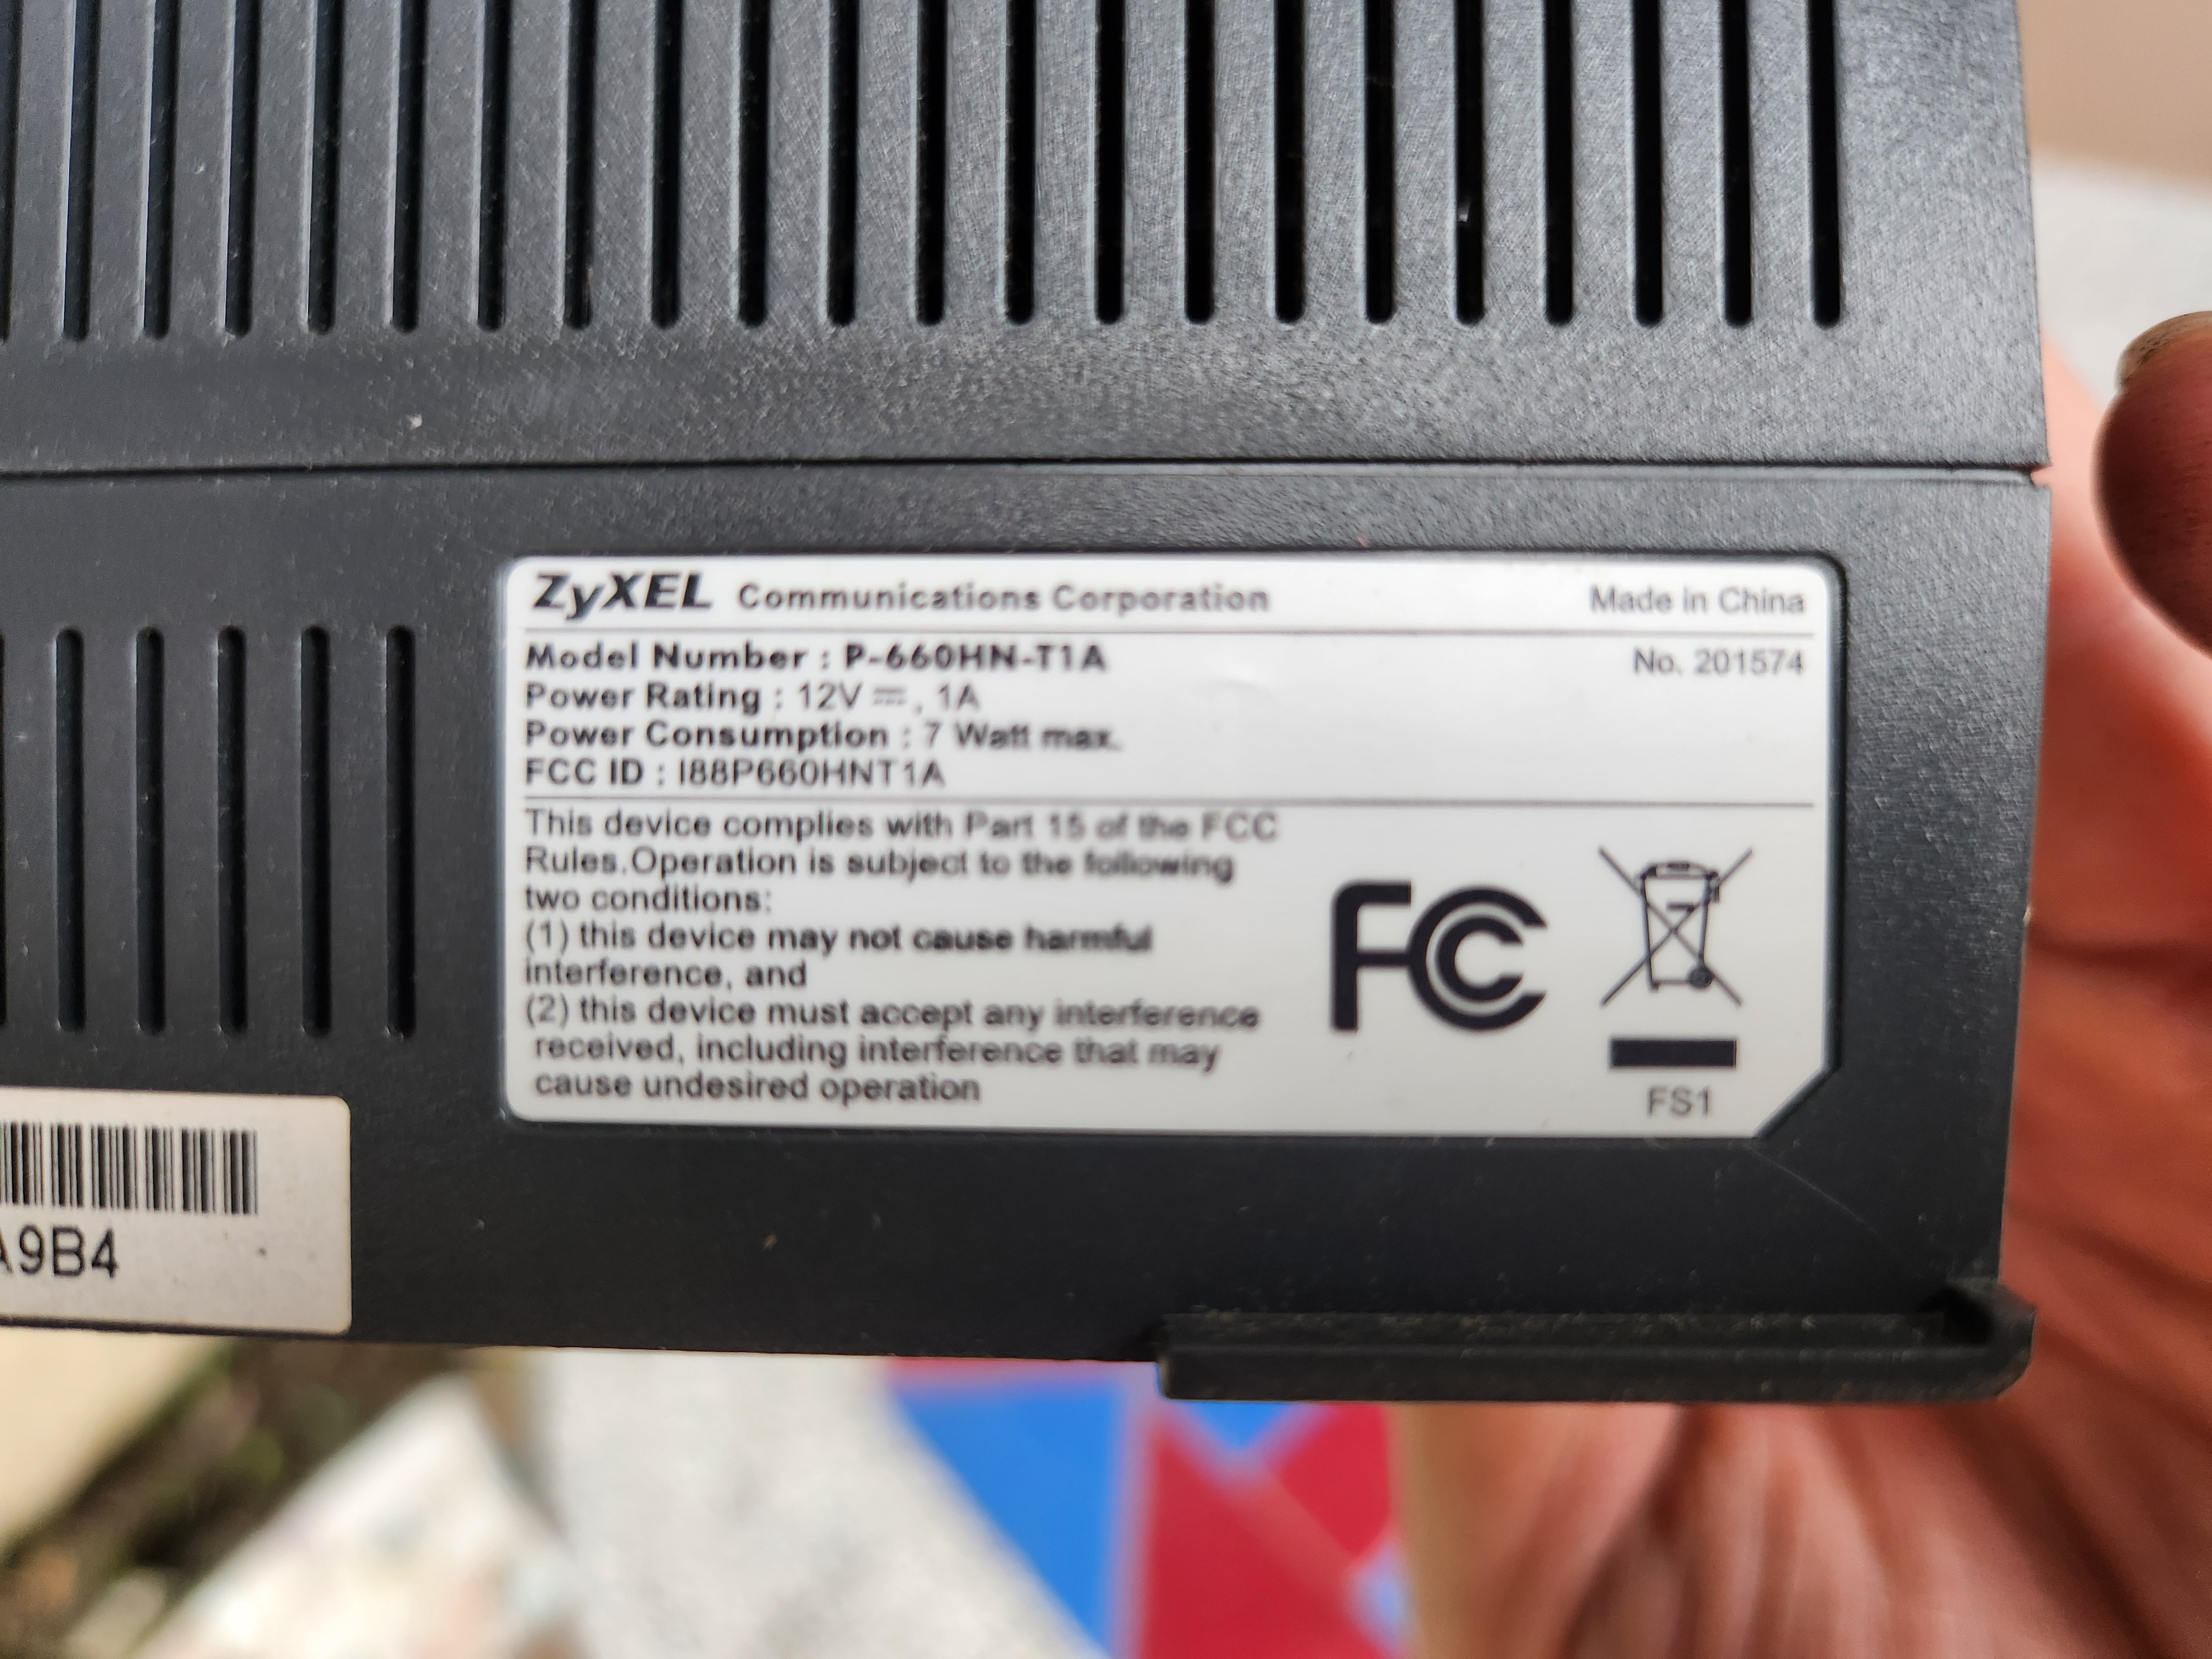 ZyXEL Communications Corporation Made in China
Model Number : P-660HN-T1A No. 201574
Power Rating : 12V ⎓, 1A
Power Consumption : 7 Watt max.
FCC ID : I88P660HNT1A
This device complies with Part 15 of the FCC
Rules.Operation is subject to the following
two conditions:
(1) this device may not cause harmful
interference, and
(2) this device must accept any interference
received, including interference that may
cause undesired operation
FC
FS1
A9B4